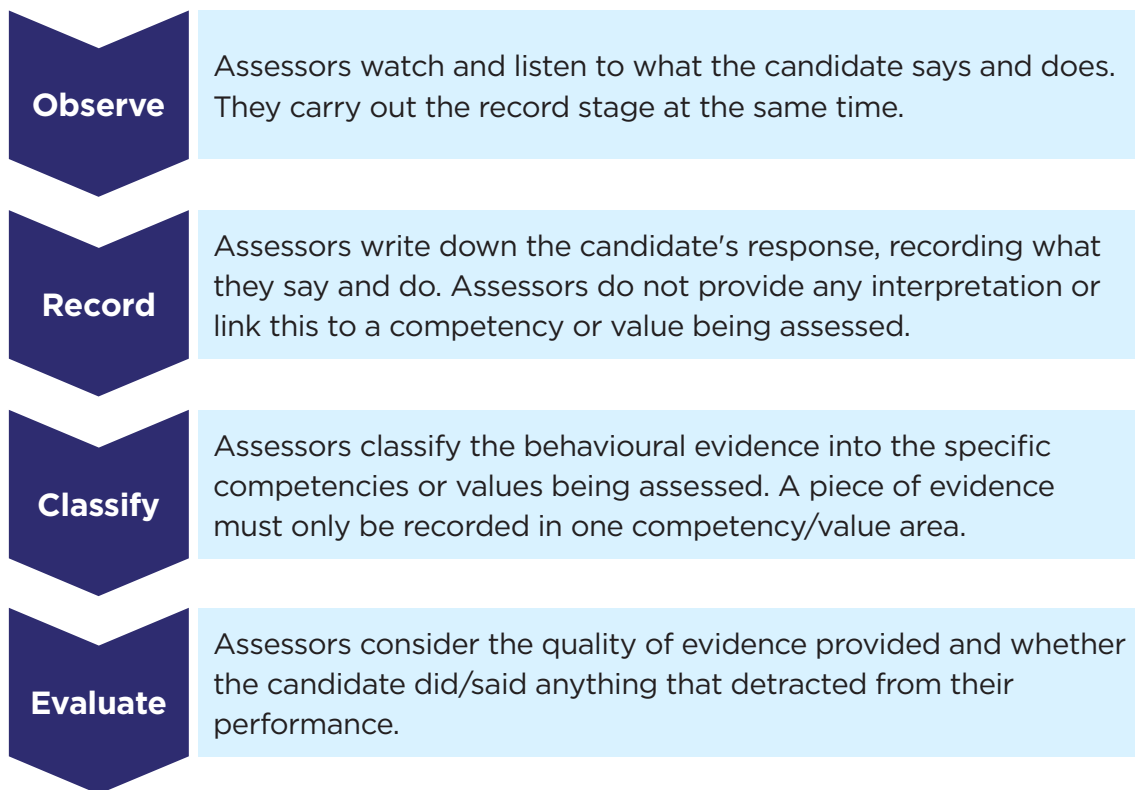 Observe
Assessors watch and listen to what the candidate says and does.
They carry out the record stage at the same time.
Record
Assessors write down the candidate's response, recording what
they say and do. Assessors do not provide any interpretation or
link this to a competency or value being assessed.
Classify
Assessors classify the behavioural evidence into the specific
competencies or values being assessed. A piece of evidence
must only be recorded in one competency/value area.
Evaluate
Assessors consider the quality of evidence provided and whether
the candidate did/said anything that detracted from their
performance.